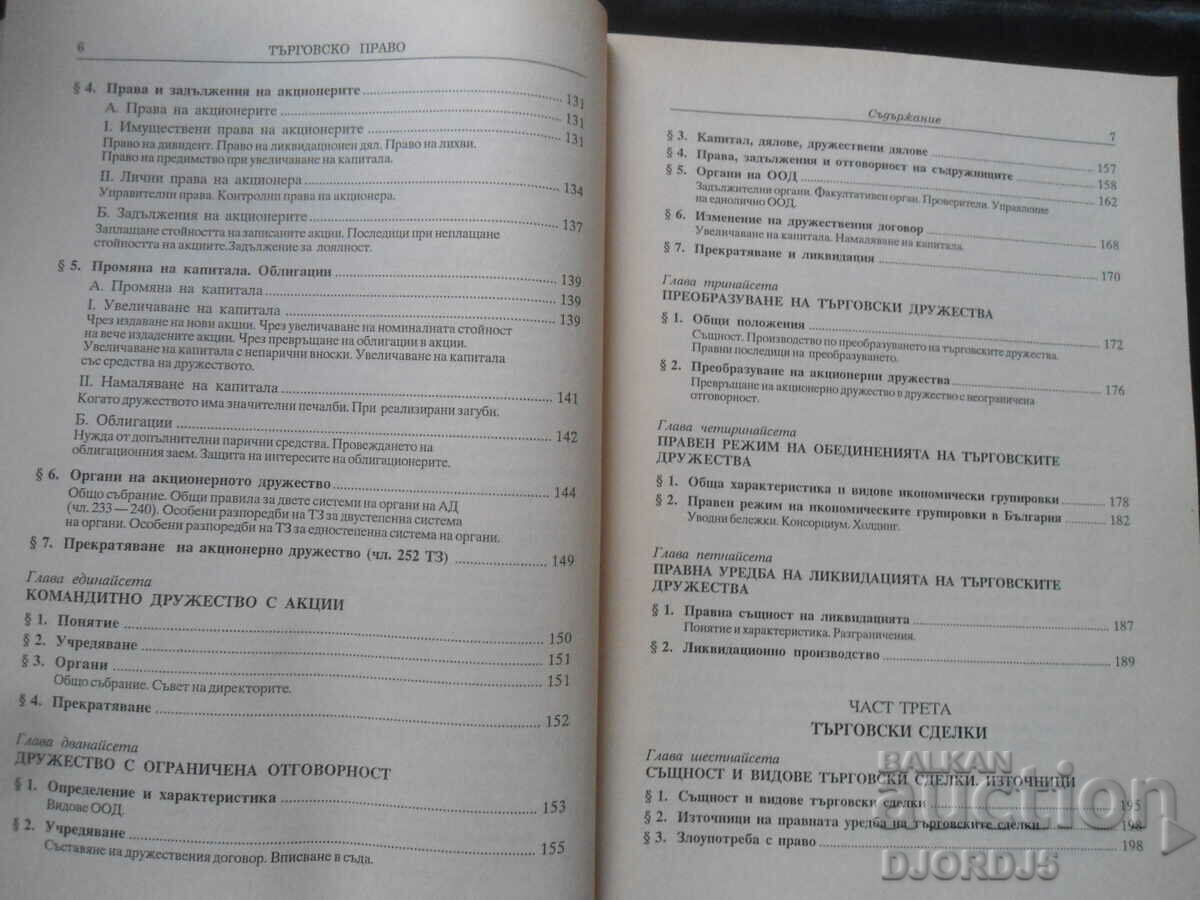 6 ТЪРГОВСКО ПРАВО
§ 4. Права и задължения на акционерите 131
А. Права на акционерите 131
I. Имуществени права на акционерите 131
Право на дивидент. Право на ликвидационен дял. Право на лихви.
Право на предимство при увеличаване на капитала.
II. Лични права на акционера 134
Управителни права. Контролни права на акционера.
Б. Задължения на акционерите 137
Заплащане стойността на записаните акции. Последици при неплащане
стойността на акциите.Задължение за лоялност.
§ 5. Промяна на капитала. Облигации 139
А. Промяна на капитала 139
I. Увеличаване на капитала 139
Чрез издаване на нови акции. Чрез увеличаване на номиналната стойност
на вече издадените акции. Чрез превръщане на облигации в акции.
Увеличаване на капитала с непарични вноски. Увеличаване на капитала
със средства на дружеството.
II. Намаляване на капитала 141
Когато дружеството има значителни печалби. При реализирани загуби.
Б. Облигации 142
Нужда от допълнителни парични средства. Провеждането на
облигационния заем. Защита на интересите на облигационерите.
§ 6. Органи на акционерното дружество 144
Общо събрание. Общи правила за двете системи на органи на АД
(чл. 233 — 240). Особени разпоредби на ТЗ за двустепенна система
на органи. Особени разпоредби на ТЗ за едностепенна система на органи.
§ 7. Прекратяване на акционерно дружество (чл. 252 ТЗ) 149
Глава единайсета
КОМАНДИТНО ДРУЖЕСТВО С АКЦИИ
§ 1. Понятие 150
§ 2. Учредяване 151
§ 3. Органи 151
Общо събрание. Съвет на директорите.
§ 4. Прекратяване 152
Глава дванайсета
ДРУЖЕСТВО С ОГРАНИЧЕНА ОТГОВОРНОСТ
§ 1. Определение и характеристика 153
Видове ООД.
§ 2. Учредяване 155
Съставяне на дружествения договор. Вписване в съда.
Съдържание 7
§ 3. Капитал, дялове, дружествени дялове 157
§ 4. Права, задължения и отговорност на съдружниците 158
§ 5. Органи на ООД 162
Задължителни органи. Факултативен орган. Проверители. Управление
на еднолично ООД.
§ 6. Изменение на дружествения договор 168
Увеличаване на капитала. Намаляване на капитала.
§ 7. Прекратяване и ликвидация 170
Глава тринайсета
ПРЕОБРАЗУВАНЕ НА ТЪРГОВСКИ ДРУЖЕСТВА
§ 1. Общи положения 172
Същност. Производство по преобразуването на търговските дружества.
Правни последици на преобразуването.
§ 2. Преобразуване на акционерни дружества 176
Превръщане на акционерно дружество в дружество с неограничена
отговорност.
Глава четиринайсета
ПРАВЕН РЕЖИМ НА ОБЕДИНЕНИЯТА НА ТЪРГОВСКИТЕ
ДРУЖЕСТВА
§ 1. Обща характеристика и видове икономически групировки 178
§ 2. Правен режим на икономическите групировки в България 182
Уводни бележки. Консорциум. Холдинг.
Глава петнайсета
ПРАВНА УРЕДБА НА ЛИКВИДАЦИЯТА НА ТЪРГОВСКИТЕ
ДРУЖЕСТВА
§ 1. Правна същност на ликвидацията 187
Понятие и характеристика. Разграничения.
§ 2. Ликвидационно производство 189
ЧАСТ ТРЕТА
ТЪРГОВСКИ СДЕЛКИ
Глава шестнайсета
СЪЩНОСТ И ВИДОВЕ ТЪРГОВСКИ СДЕЛКИ. ИЗТОЧНИЦИ
§ 1. Същност и видове търговски сделки 195
§ 2. Източници на правната уредба на търговските сделки 198
§ 3. Злоупотреба с право 198
BALKAN
auction
DJORDJ5